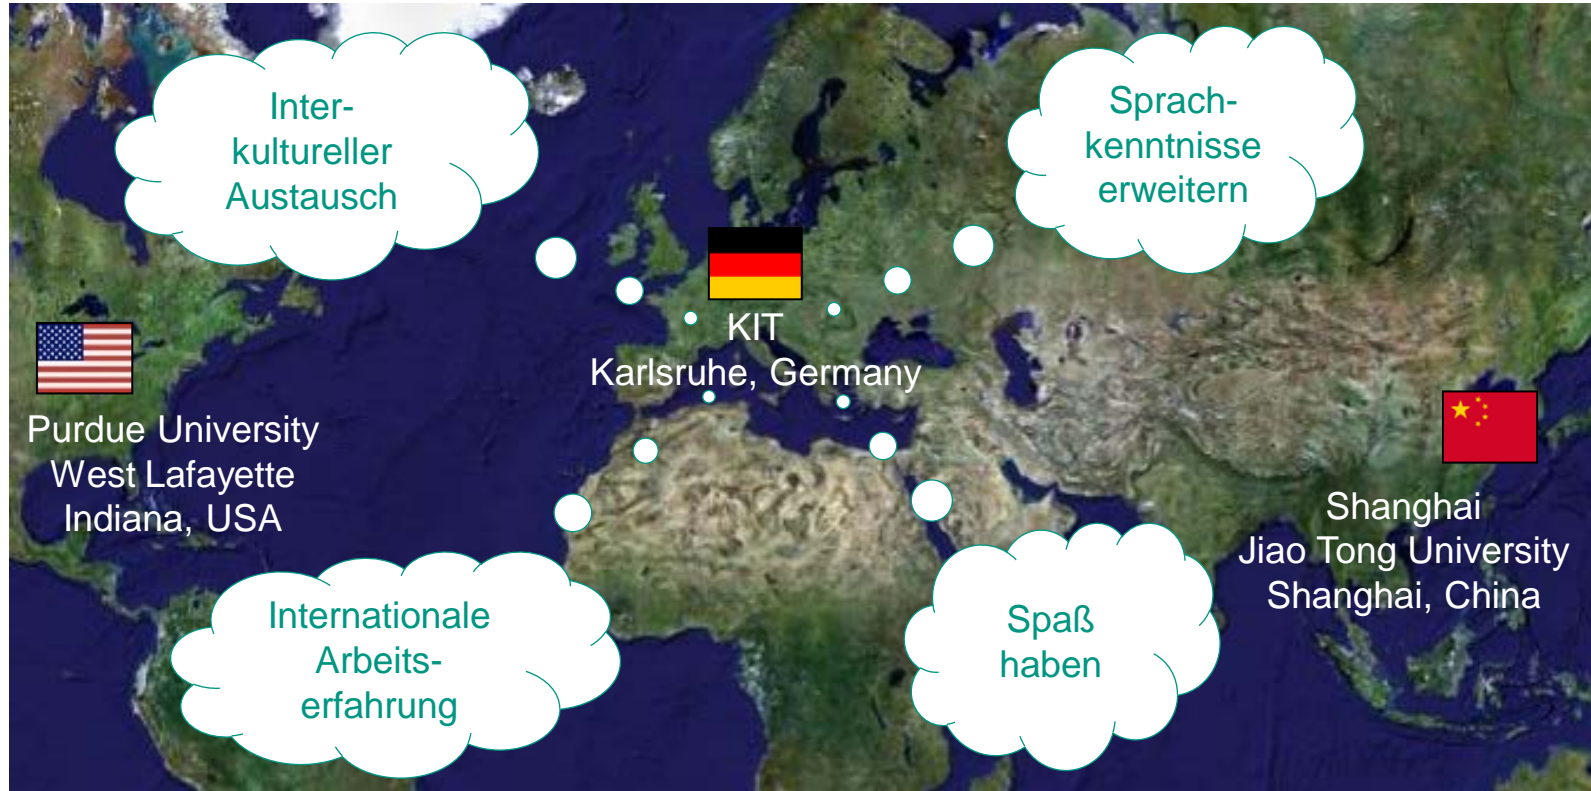 Inter-
kultureller
Austausch
Sprach-
kenntnisse
erweitern
KIT
Karlsruhe, Germany
Purdue University
West Lafayette
Indiana, USA
Shanghai
Jiao Tong University
Shanghai, China
Internationale
Arbeits-
erfahrung
Spaß
haben